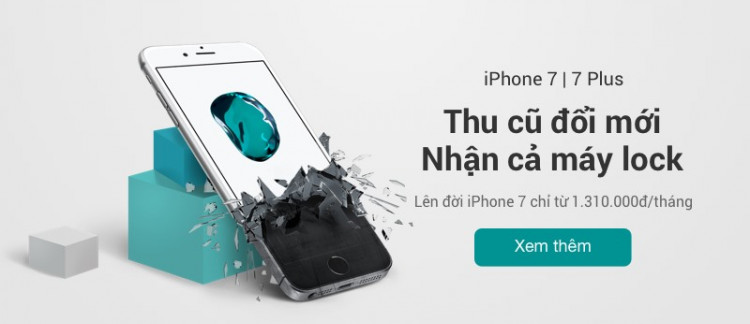 iPhone 7 | 7 Plus
Thu cũ đổi mới
Nhận cả máy lock
Lên đời iPhone 7 chỉ từ 1.310.000đ/tháng
Xem thêm